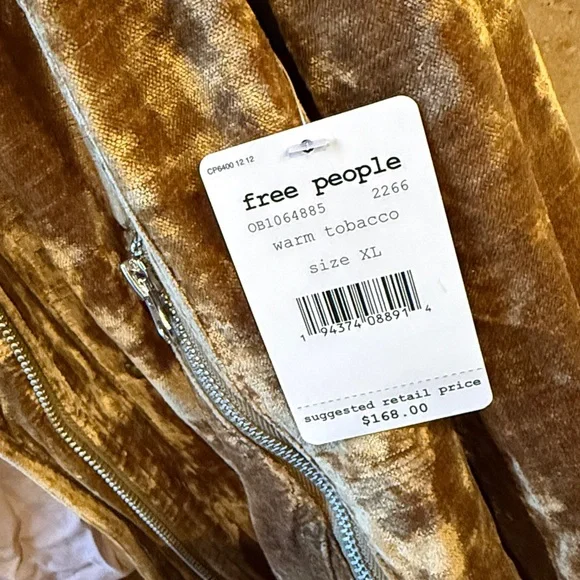 CP6400 12.12
free people
OB1064885 2266
warm tobacco
size XL
1 94374 08891 4
suggested retail price
$168.00